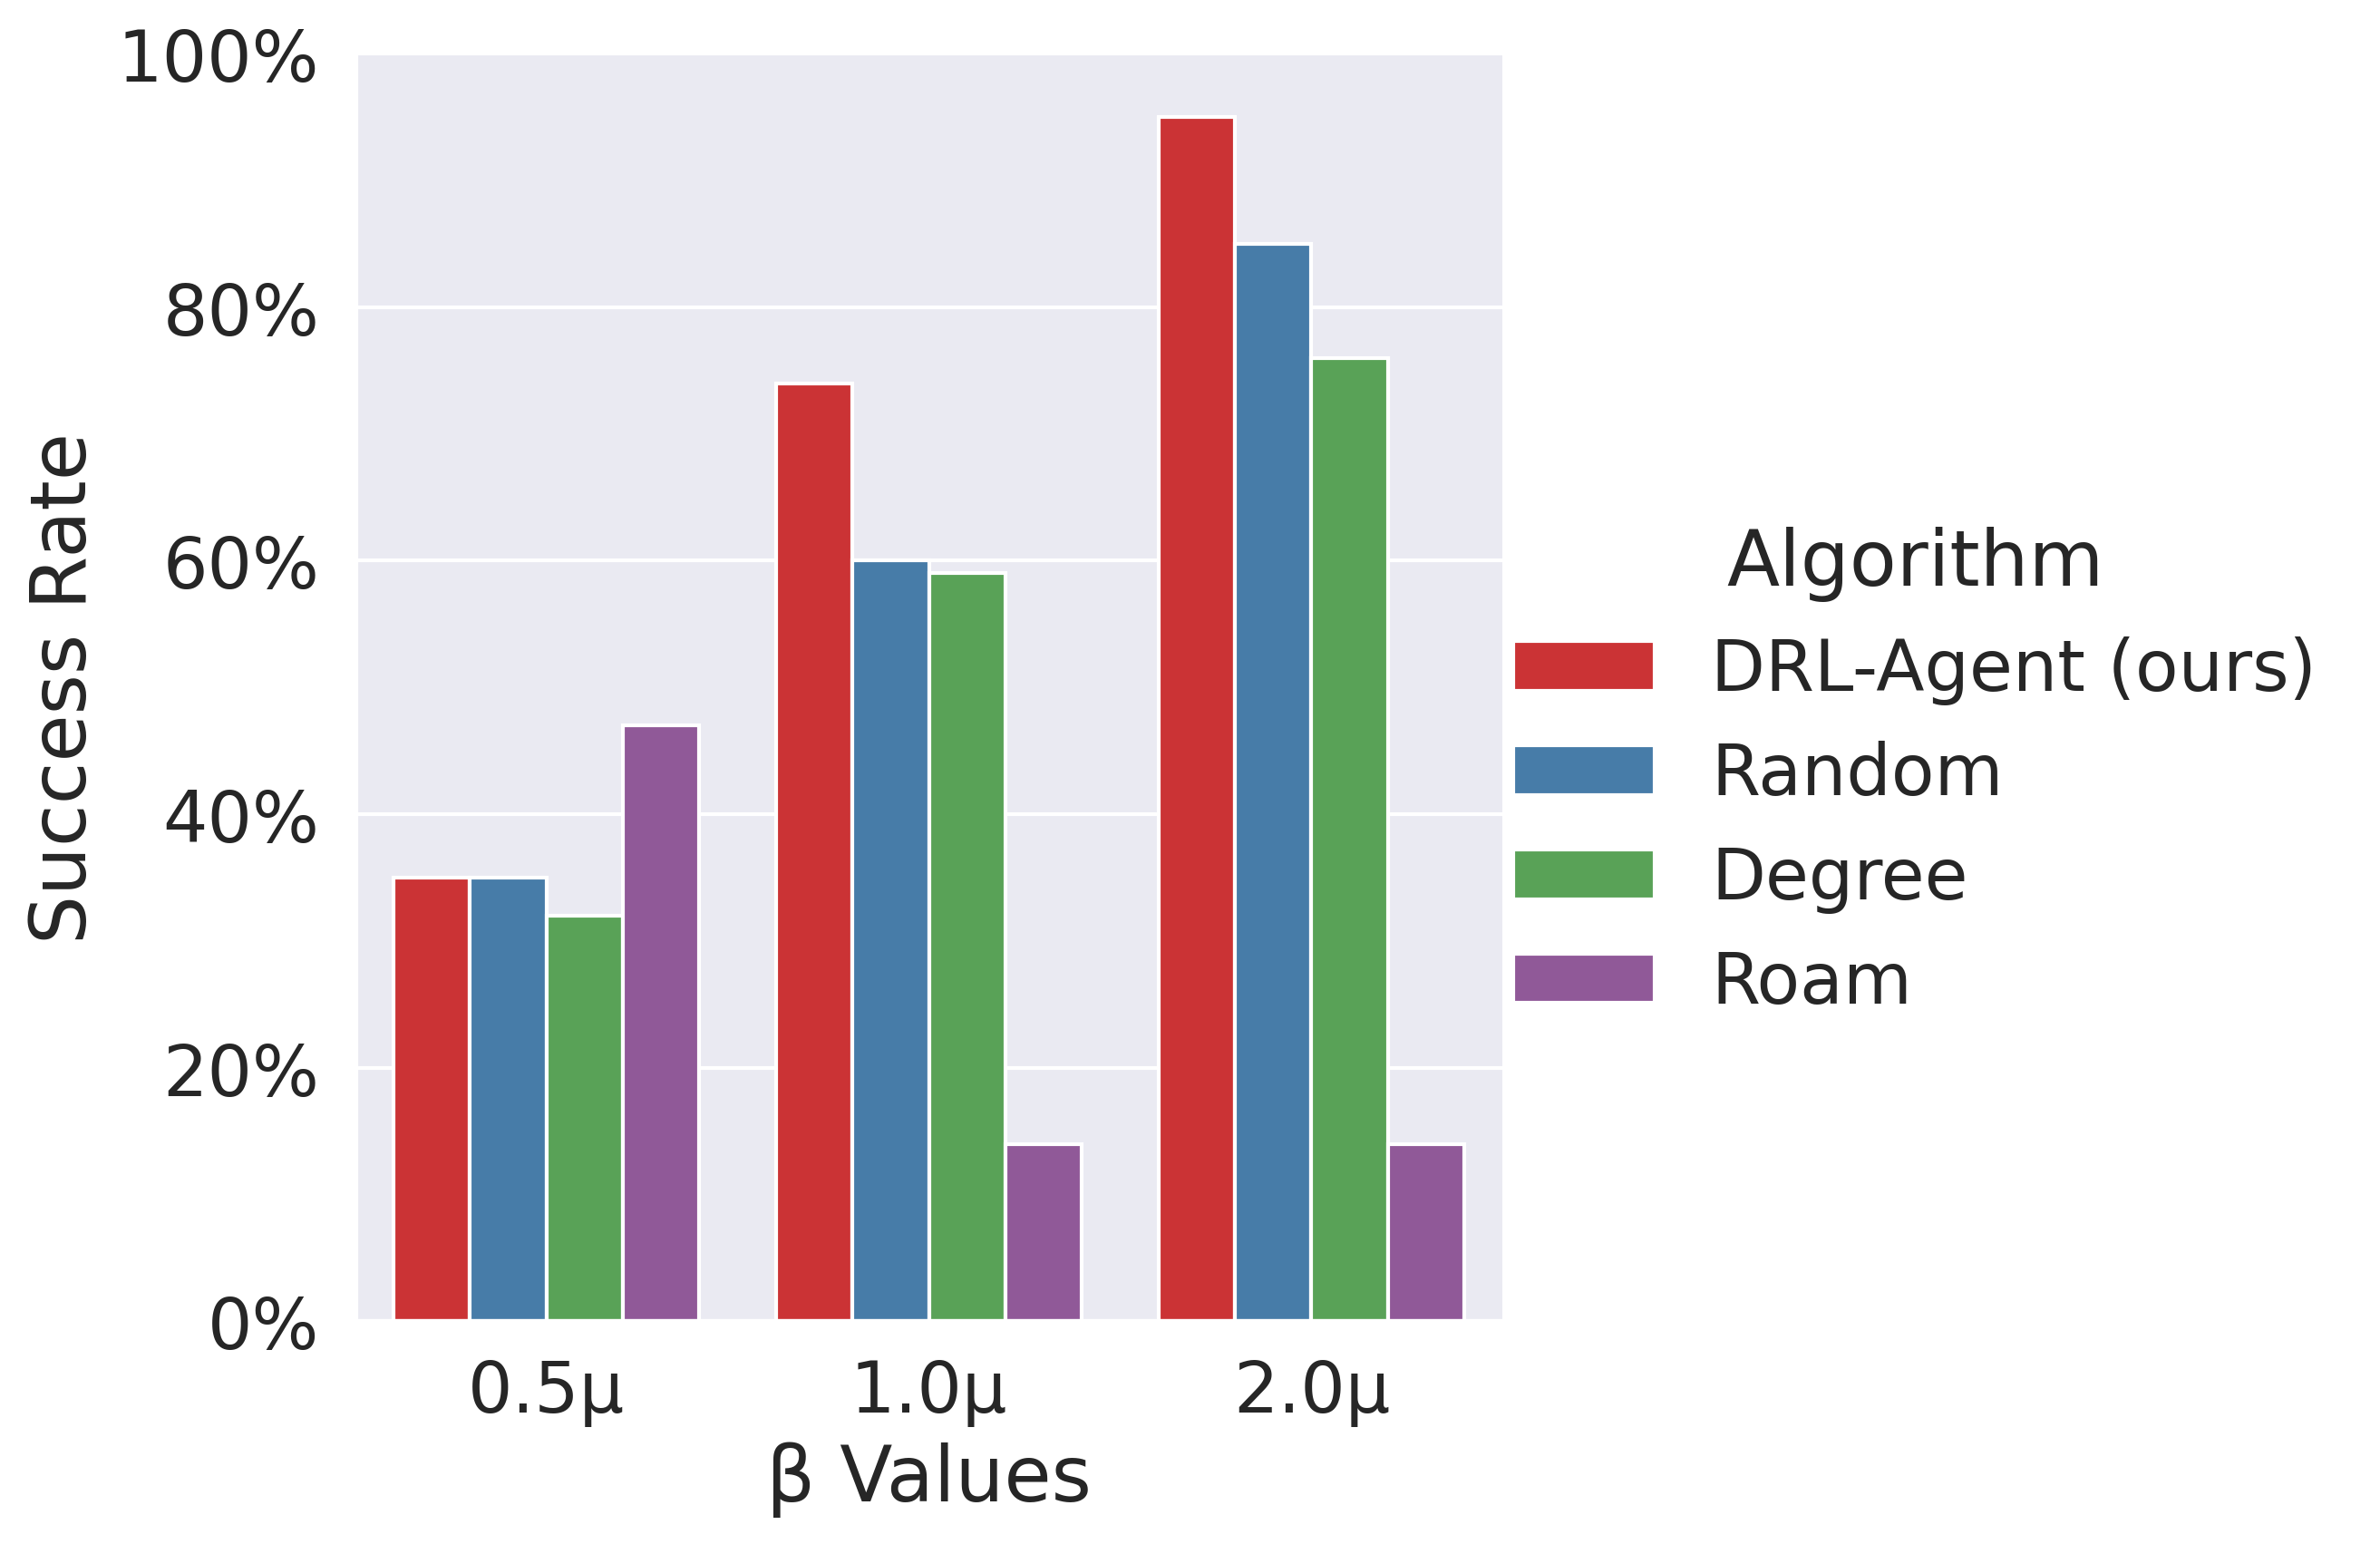 100%
80%
60%
40%
20%
0%
Success Rate
0.5µ 1.0µ 2.0µ
β Values
Algorithm
DRL-Agent (ours)
Random
Degree
Roam